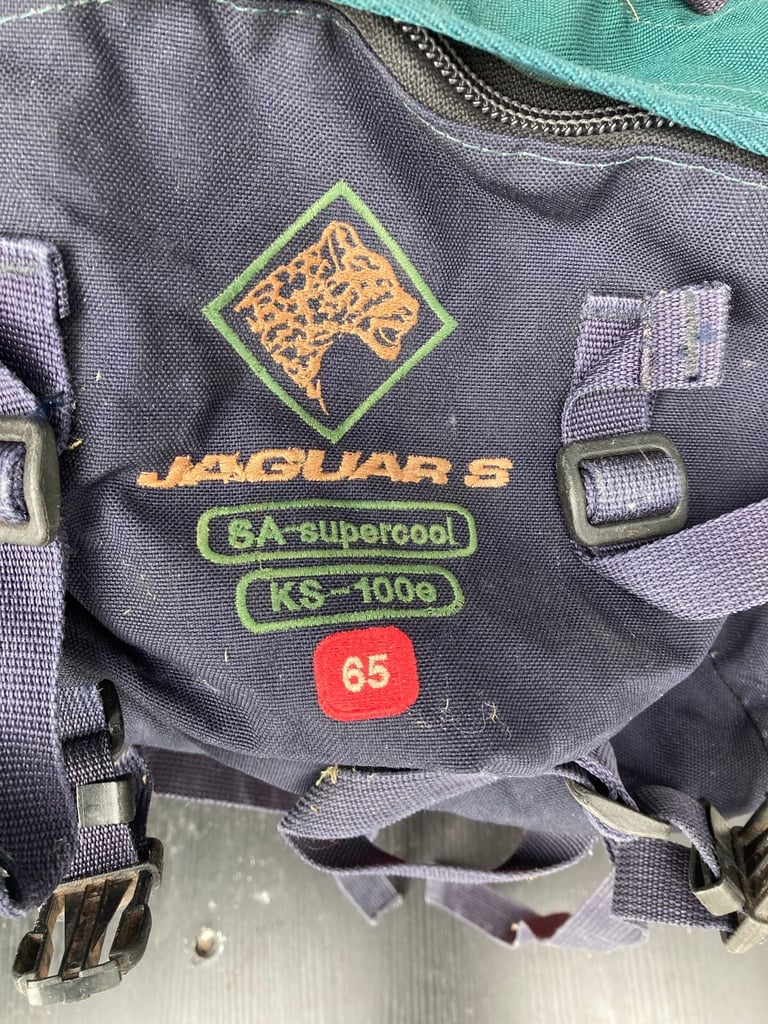 JAGUAR S
SA-supercool
KS-100e
65